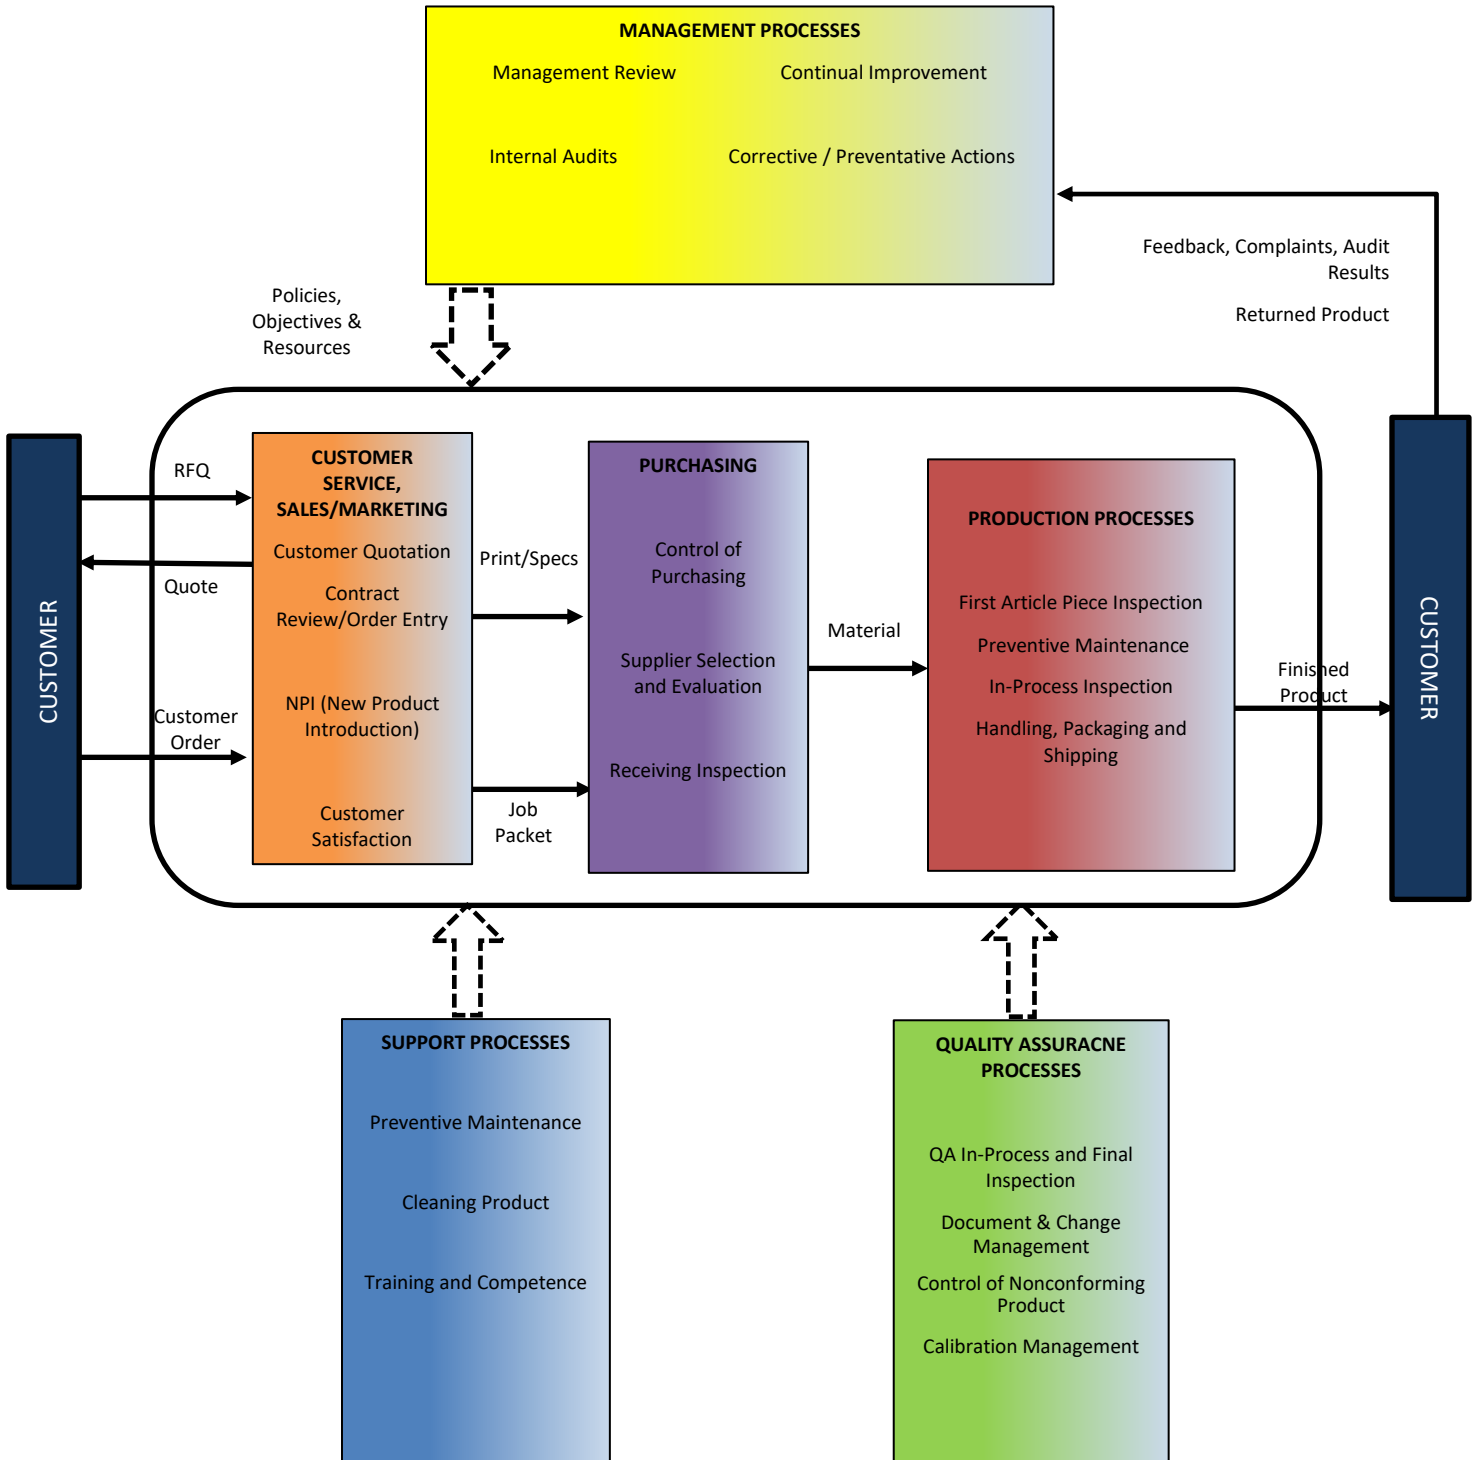 MANAGEMENT PROCESSES
Management Review
Continual Improvement
Internal Audits
Corrective / Preventative Actions
Feedback, Complaints, Audit
Results
Returned Product
Policies,
Objectives &
Resources
CUSTOMER
RFQ
Quote
Customer
Order
CUSTOMER
SERVICE,
SALES/MARKETING
Customer Quotation
Contract
Review/Order Entry
NPI (New Product
Introduction)
Customer
Satisfaction
Print/Specs
Job
Packet
PURCHASING
Control of
Purchasing
Supplier Selection
and Evaluation
Receiving Inspection
Material
PRODUCTION PROCESSES
First Article Piece Inspection
Preventive Maintenance
In-Process Inspection
Handling, Packaging and
Shipping
Finished
Product
CUSTOMER
SUPPORT PROCESSES
Preventive Maintenance
Cleaning Product
Training and Competence
QUALITY ASSURACNE
PROCESSES
QA In-Process and Final
Inspection
Document & Change
Management
Control of Nonconforming
Product
Calibration Management